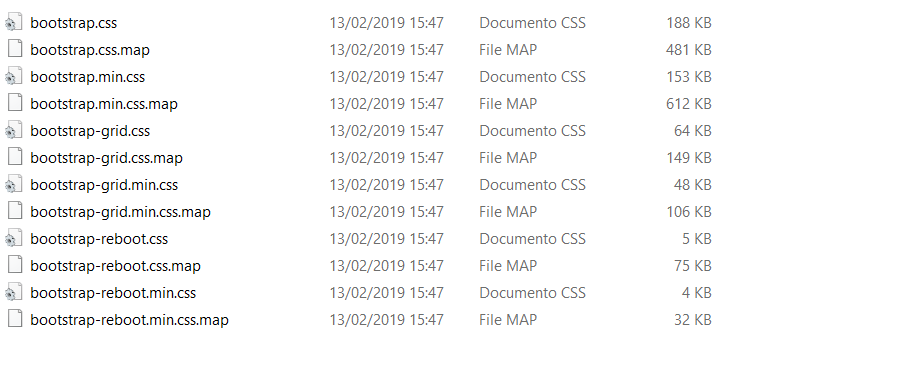 bootstrap.css 13/02/2019 15:47 Documento CSS 188 KB
bootstrap.css.map 13/02/2019 15:47 File MAP 481 KB
bootstrap.min.css 13/02/2019 15:47 Documento CSS 153 KB
bootstrap.min.css.map 13/02/2019 15:47 File MAP 612 KB
bootstrap-grid.css 13/02/2019 15:47 Documento CSS 64 KB
bootstrap-grid.css.map 13/02/2019 15:47 File MAP 149 KB
bootstrap-grid.min.css 13/02/2019 15:47 Documento CSS 48 KB
bootstrap-grid.min.css.map 13/02/2019 15:47 File MAP 106 KB
bootstrap-reboot.css 13/02/2019 15:47 Documento CSS 5 KB
bootstrap-reboot.css.map 13/02/2019 15:47 File MAP 75 KB
bootstrap-reboot.min.css 13/02/2019 15:47 Documento CSS 4 KB
bootstrap-reboot.min.css.map 13/02/2019 15:47 File MAP 32 KB